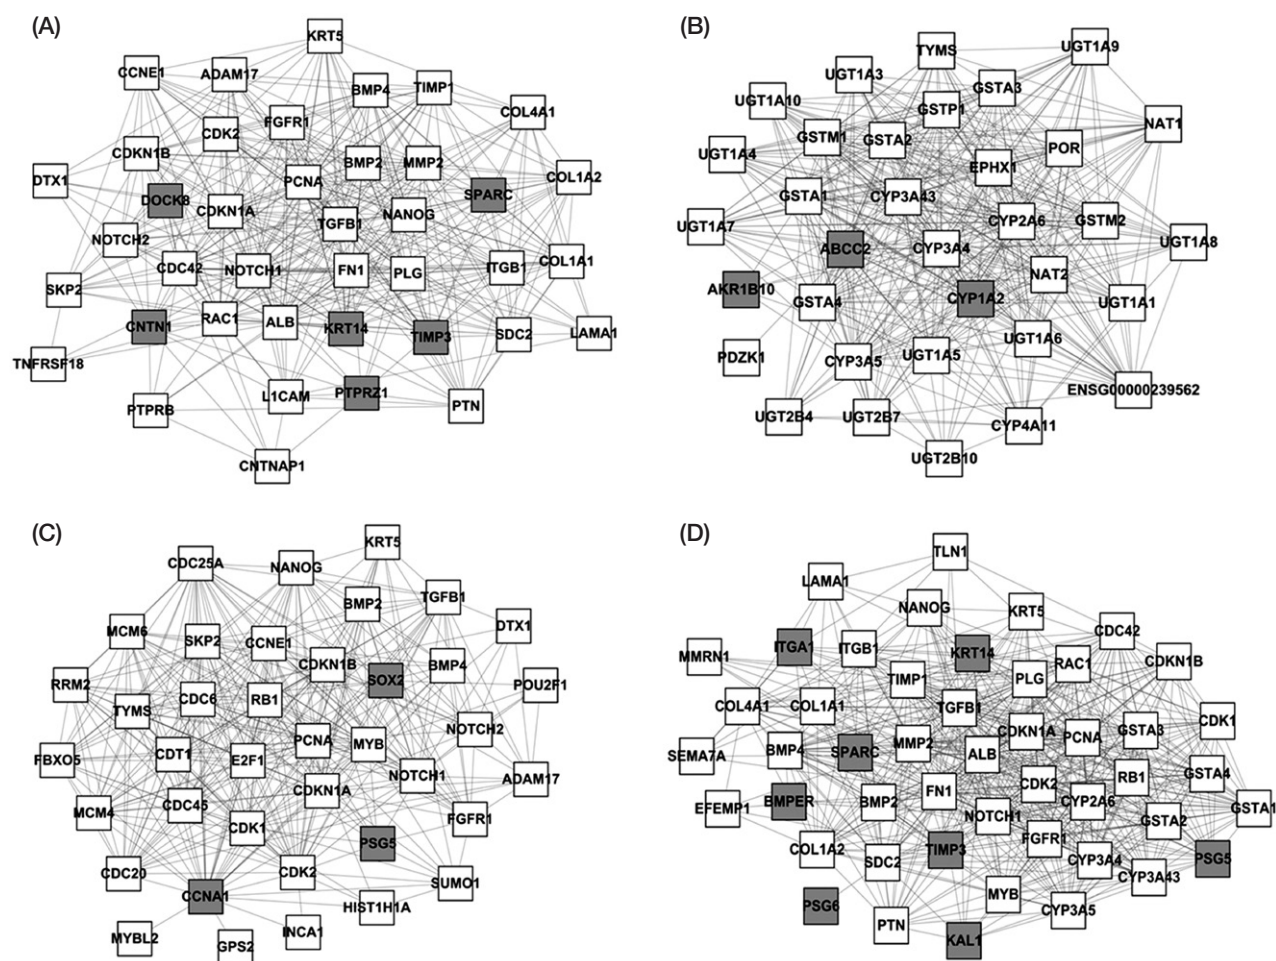 (A)
KRT5
CCNE1
ADAM17
BMP4
TIMP1
COL4A1
FGFR1
CDK2
CDKN1B
BMP2
MMP2
DTX1
PCNA
COL1A2
DOCK8
SPARC
CDKN1A
TGFB1
NANOG
NOTCH2
CDC42
NOTCH1
FN1
PLG
ITGB1
COL1A1
SKP2
CNTN1
RAC1
ALB
KRT14
TIMP3
SDC2
LAMA1
TNFRSF18
PTPRB
L1CAM
PTPRZ1
PTN
CNTNAP1
(B)
TYMS
UGT1A9
UGT1A3
GSTA3
UGT1A10
GSTP1
NAT1
GSTM1
GSTA2
POR
UGT1A4
EPHX1
GSTA1
CYP3A43
UGT1A7
CYP2A6
GSTM2
UGT1A8
ABCC2
CYP3A4
AKR1B10
NAT2
GSTA4
CYP1A2
UGT1A1
PDZK1
CYP3A5
UGT1A5
UGT1A6
ENSG00000239562
UGT2B4
UGT2B7
CYP4A11
UGT2B10
(C)
KRT5
CDC25A
NANOG
BMP2
TGFB1
MCM6
SKP2
CCNE1
DTX1
CDKN1B
BMP4
RRM2
SOX2
POU2F1
TYMS
CDC6
RB1
PCNA
MYB
NOTCH2
FBXO5
CDT1
E2F1
NOTCH1
ADAM17
CDKN1A
MCM4
CDC45
CDK1
FGFR1
PSG5
CDC20
CDK2
SUMO1
CCNA1
HIST1H1A
MYBL2
GPS2
INCA1
(D)
TLN1
LAMA1
NANOG
KRT5
CDC42
ITGA1
ITGB1
KRT14
MMRN1
RAC1
CDKN1B
TIMP1
PLG
COL4A1
COL1A1
TGFB1
CDK1
CDKN1A
PCNA
GSTA3
SEMA7A
BMP4
SPARC
MMP2
ALB
RB1
GSTA4
EFEMP1
BMPER
BMP2
FN1
CDK2
CYP2A6
GSTA1
NOTCH1
GSTA2
COL1A2
SDC2
TIMP3
FGFR1
CYP3A4
PSG5
CYP3A43
PSG6
MYB
CYP3A5
PTN
KAL1